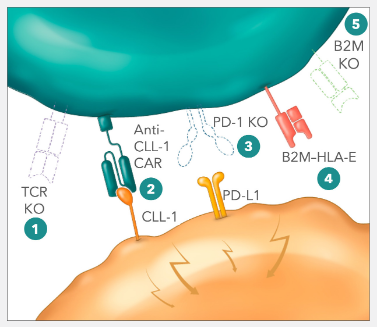 5
B2M
KO
Anti-
CLL-1
CAR
PD-1 KO
3
B2M-HLA-E
4
TCR
KO
1
2
CLL-1
PD-L1